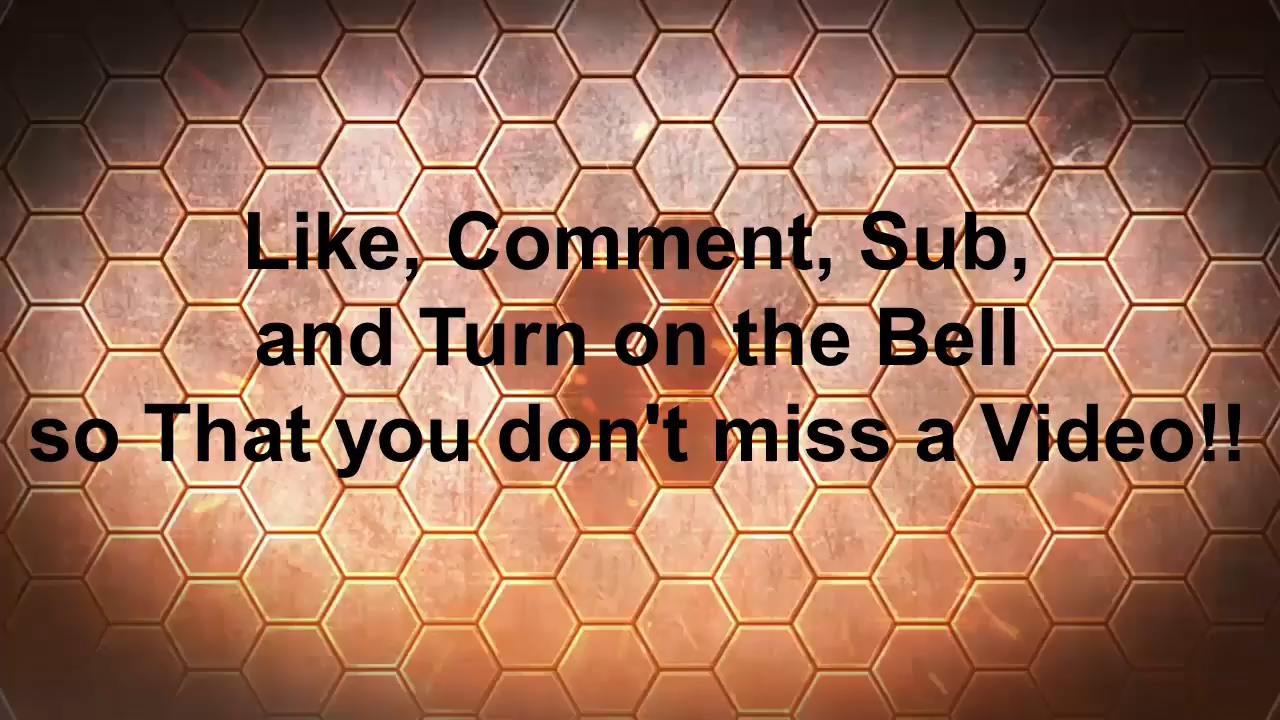 Like, Comment, Sub,
and Turn on the Bell
so That you don't miss a Video!!